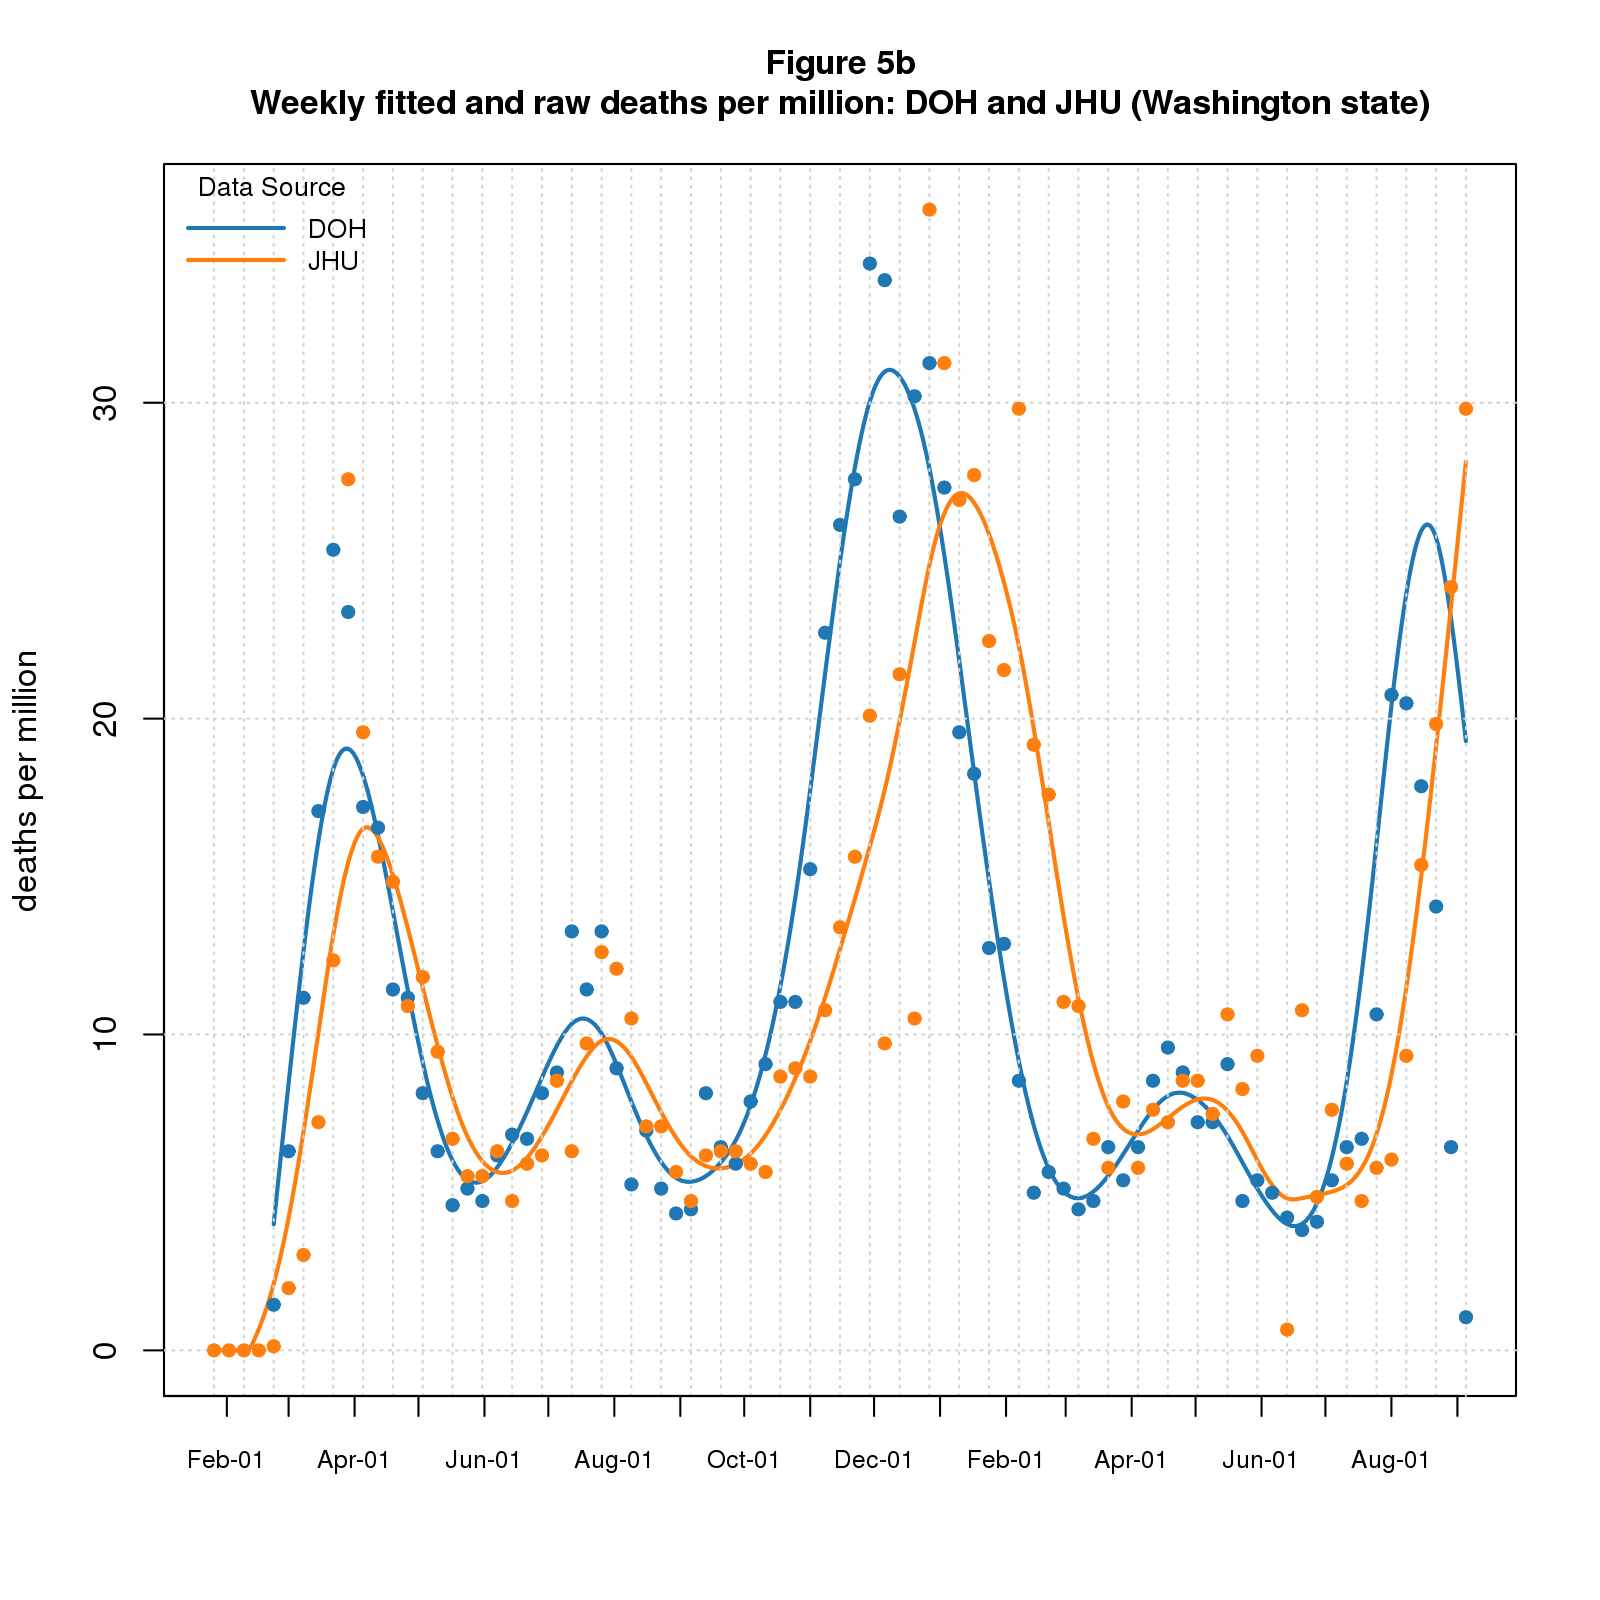 Figure 5b
Weekly fitted and raw deaths per million: DOH and JHU (Washington state)
Data Source
DOH
JHU
deaths per million
30
20
10
0
Feb-01 Apr-01 Jun-01 Aug-01 Oct-01 Dec-01 Feb-01 Apr-01 Jun-01 Aug-01